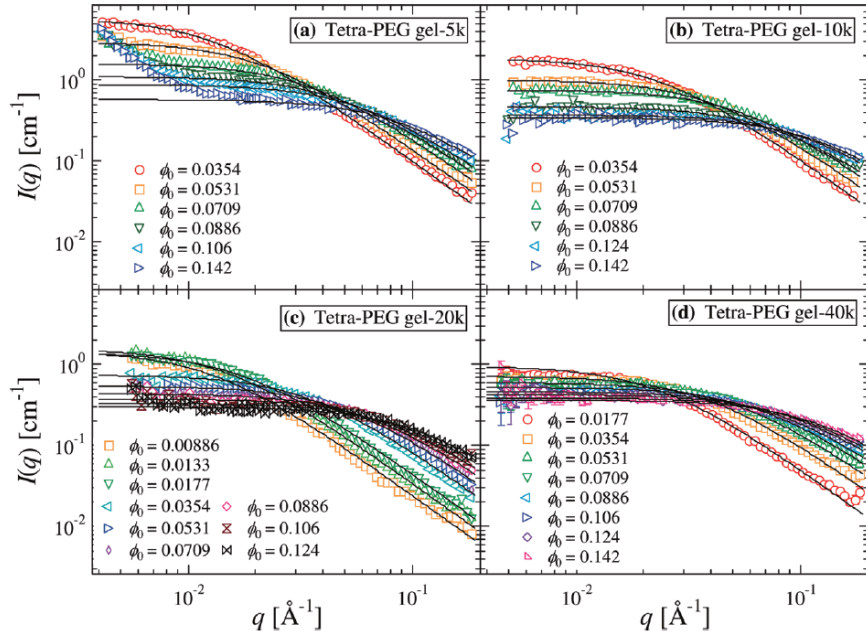 (a) Tetra-PEG gel-5k
I(q) [cm⁻¹]
10⁰
10⁻¹
10⁻²
ϕ₀ = 0.0354
ϕ₀ = 0.0531
ϕ₀ = 0.0709
ϕ₀ = 0.0886
ϕ₀ = 0.106
ϕ₀ = 0.142
(b) Tetra-PEG gel-10k
ϕ₀ = 0.0354
ϕ₀ = 0.0531
ϕ₀ = 0.0709
ϕ₀ = 0.0886
ϕ₀ = 0.124
ϕ₀ = 0.142
(c) Tetra-PEG gel-20k
I(q) [cm⁻¹]
10⁰
10⁻¹
10⁻²
ϕ₀ = 0.00886
ϕ₀ = 0.0133
ϕ₀ = 0.0177
ϕ₀ = 0.0354
ϕ₀ = 0.0531
ϕ₀ = 0.0709
ϕ₀ = 0.0886
ϕ₀ = 0.106
ϕ₀ = 0.124
10⁻² 10⁻¹
q [Å⁻¹]
(d) Tetra-PEG gel-40k
ϕ₀ = 0.0177
ϕ₀ = 0.0354
ϕ₀ = 0.0531
ϕ₀ = 0.0709
ϕ₀ = 0.0886
ϕ₀ = 0.106
ϕ₀ = 0.124
ϕ₀ = 0.142
10⁻² 10⁻¹
q [Å⁻¹]